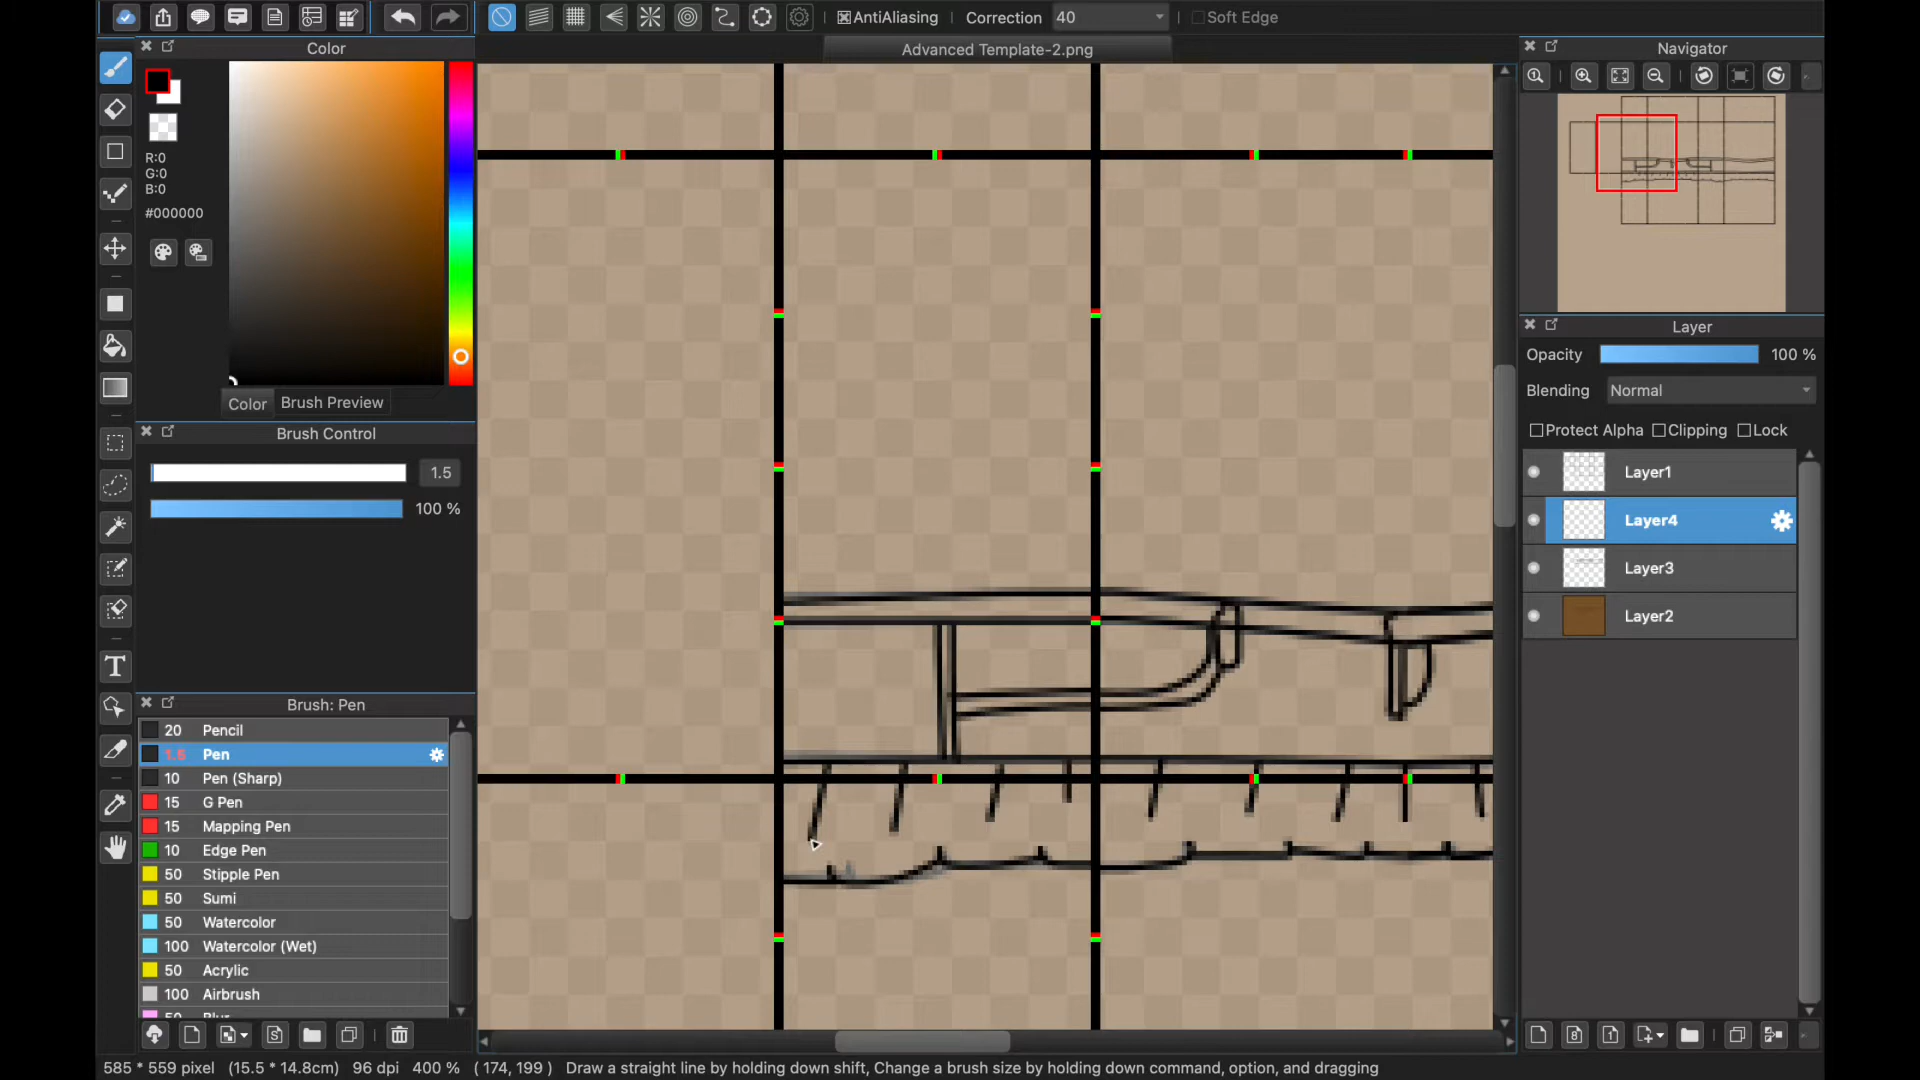 AntiAliasing
Correction
40
Soft Edge
Color
Advanced Template-2.png
Navigator
R:0
G:0
B:0
#000000
Color
Brush Preview
Brush Control
1.5
100 %
Layer
Opacity
100 %
Blending
Normal
Protect Alpha
Clipping
Lock
Layer1
Layer4
Layer3
Layer2
Brush: Pen
20 Pencil
1.5 Pen
10 Pen (Sharp)
15 G Pen
15 Mapping Pen
10 Edge Pen
50 Stipple Pen
50 Sumi
50 Watercolor
100 Watercolor (Wet)
50 Acrylic
100 Airbrush
50 Blur
585 * 559 pixel (15.5 * 14.8cm) 96 dpi 400 % ( 174, 199 ) Draw a straight line by holding down shift, Change a brush size by holding down command, option, and dragging